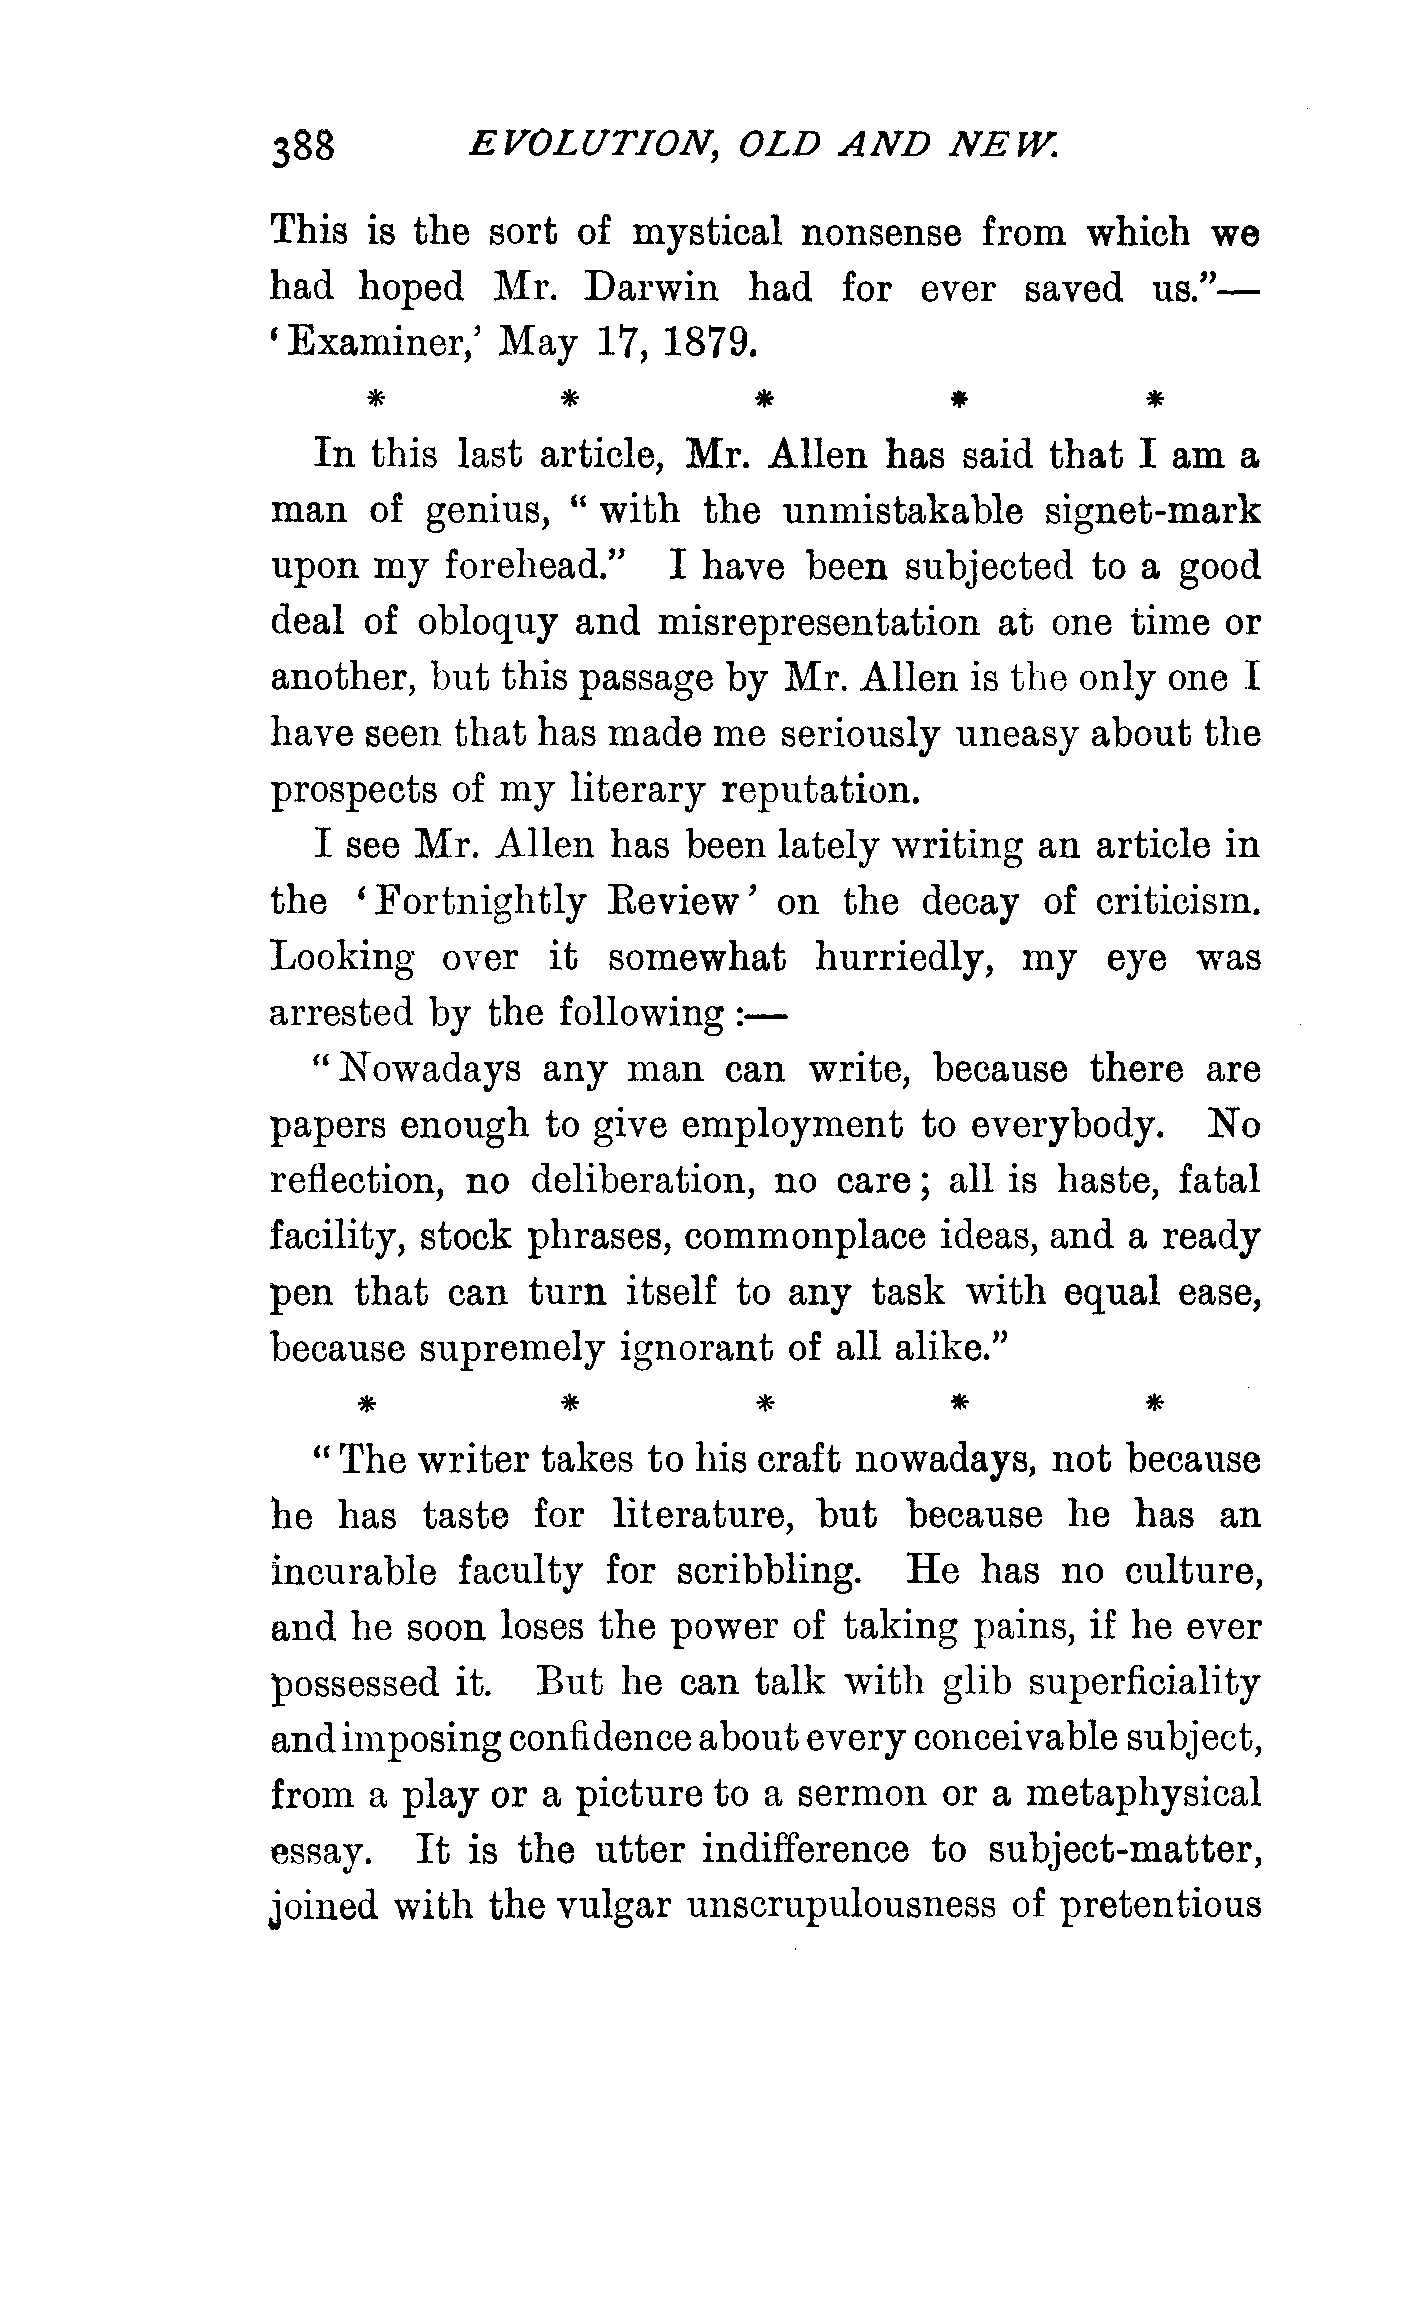 388 EVOLUTION, OLD AND NEW.
This is the sort of mystical nonsense from which we
had hoped Mr. Darwin had for ever saved us.”—
‘Examiner,’ May 17, 1879.
* * * * *
In this last article, Mr. Allen has said that I am a
man of genius, “with the unmistakable signet-mark
upon my forehead.” I have been subjected to a good
deal of obloquy and misrepresentation at one time or
another, but this passage by Mr. Allen is the only one I
have seen that has made me seriously uneasy about the
prospects of my literary reputation.
I see Mr. Allen has been lately writing an article in
the ‘Fortnightly Review’ on the decay of criticism.
Looking over it somewhat hurriedly, my eye was
arrested by the following :—
“Nowadays any man can write, because there are
papers enough to give employment to everybody. No
reflection, no deliberation, no care; all is haste, fatal
facility, stock phrases, commonplace ideas, and a ready
pen that can turn itself to any task with equal ease,
because supremely ignorant of all alike.”
* * * * *
“The writer takes to his craft nowadays, not because
he has taste for literature, but because he has an
incurable faculty for scribbling. He has no culture,
and he soon loses the power of taking pains, if he ever
possessed it. But he can talk with glib superficiality
and imposing confidence about every conceivable subject,
from a play or a picture to a sermon or a metaphysical
essay. It is the utter indifference to subject-matter,
joined with the vulgar unscrupulousness of pretentious